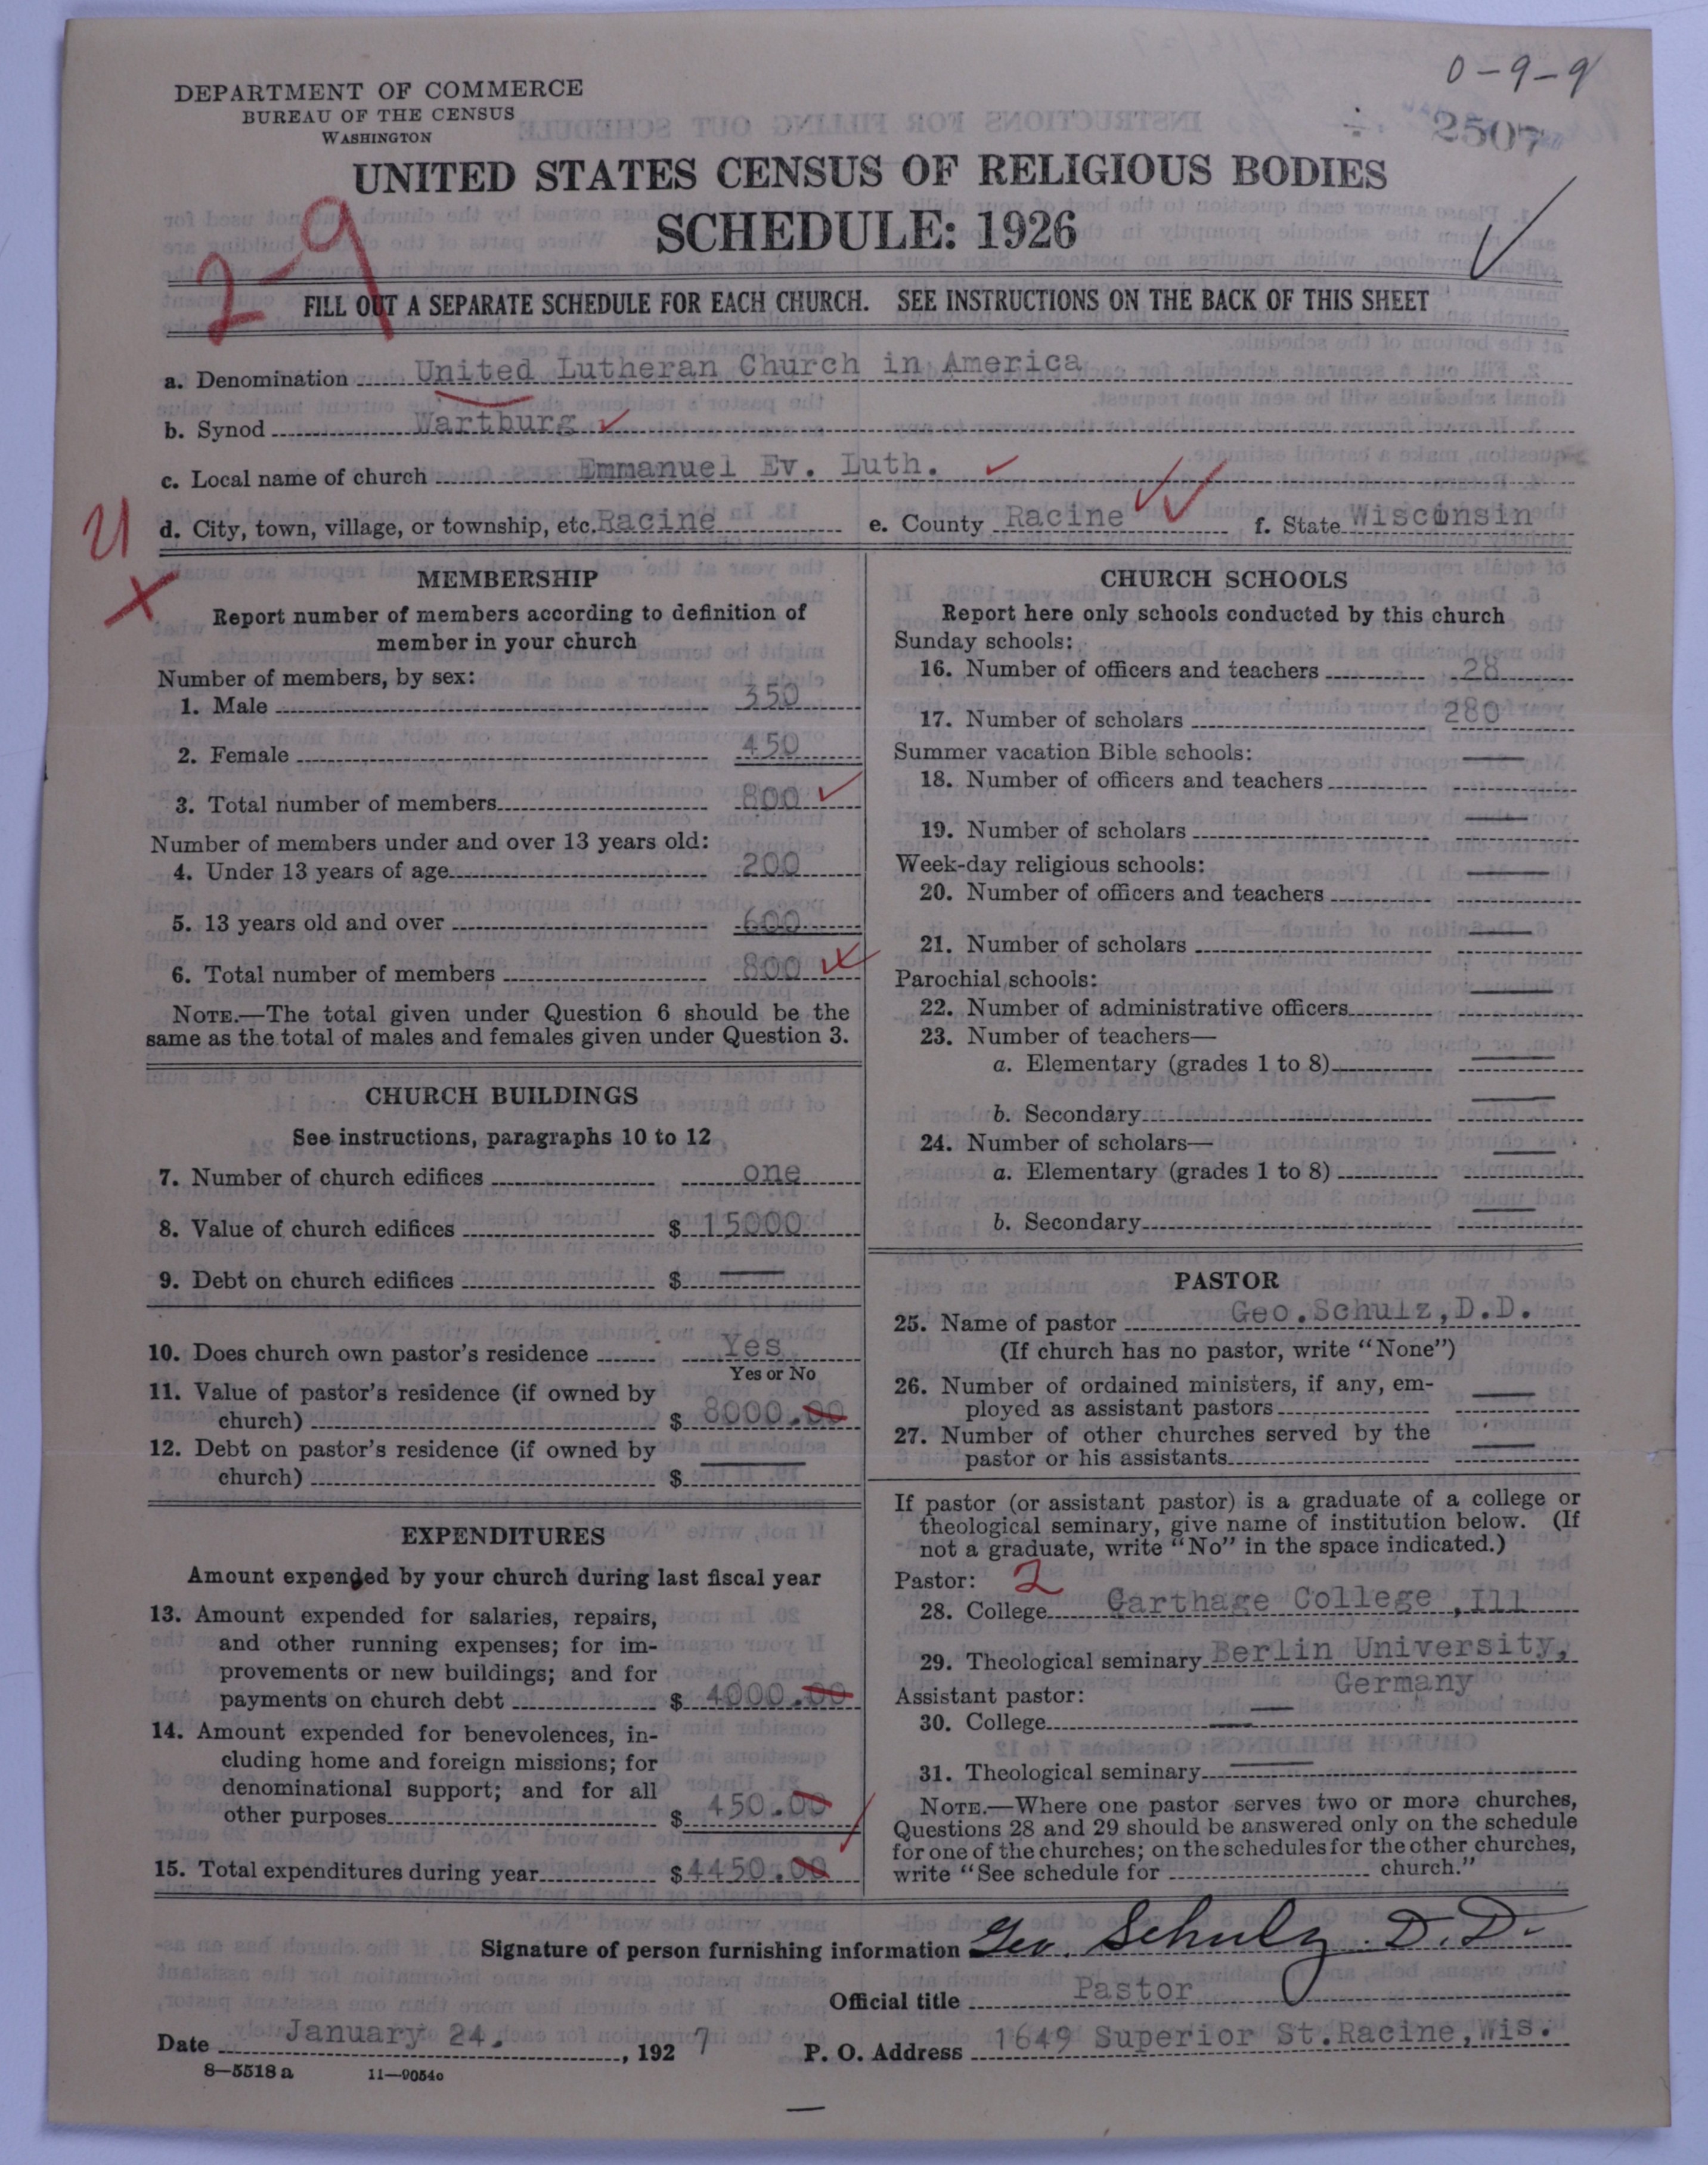 0-9-9
DEPARTMENT OF COMMERCE
BUREAU OF THE CENSUS
WASHINGTON
2507
UNITED STATES CENSUS OF RELIGIOUS BODIES
SCHEDULE: 1926
2-9
FILL OUT A SEPARATE SCHEDULE FOR EACH CHURCH. SEE INSTRUCTIONS ON THE BACK OF THIS SHEET
a. Denomination United Lutheran Church in America
b. Synod Wartburg
c. Local name of church Emmanuel Ev. Luth.
21
d. City, town, village, or township, etc. Racine e. County Racine f. State Wisconsin
X
MEMBERSHIP
Report number of members according to definition of
member in your church
Number of members, by sex:
1. Male 350
2. Female 450
3. Total number of members 800
Number of members under and over 13 years old:
4. Under 13 years of age 200
5. 13 years old and over 600
6. Total number of members 800
NOTE.—The total given under Question 6 should be the
same as the total of males and females given under Question 3.
CHURCH BUILDINGS
See instructions, paragraphs 10 to 12
7. Number of church edifices one
8. Value of church edifices $ 15000
9. Debt on church edifices $ —
10. Does church own pastor's residence Yes
Yes or No
11. Value of pastor's residence (if owned by
church) $ 8000.00
12. Debt on pastor's residence (if owned by
church) $ —
EXPENDITURES
Amount expended by your church during last fiscal year
13. Amount expended for salaries, repairs,
and other running expenses; for im-
provements or new buildings; and for
payments on church debt $ 4000.00
14. Amount expended for benevolences, in-
cluding home and foreign missions; for
denominational support; and for all
other purposes $ 450.00
15. Total expenditures during year $ 4450.00
CHURCH SCHOOLS
Report here only schools conducted by this church
Sunday schools:
16. Number of officers and teachers 28
17. Number of scholars 280
Summer vacation Bible schools:
18. Number of officers and teachers —
19. Number of scholars —
Week-day religious schools:
20. Number of officers and teachers —
21. Number of scholars —
Parochial schools:
22. Number of administrative officers —
23. Number of teachers—
a. Elementary (grades 1 to 8) —
b. Secondary —
24. Number of scholars—
a. Elementary (grades 1 to 8) —
b. Secondary —
PASTOR
25. Name of pastor Geo. Schulz, D.D.
(If church has no pastor, write "None")
26. Number of ordained ministers, if any, em-
ployed as assistant pastors —
27. Number of other churches served by the
pastor or his assistants —
If pastor (or assistant pastor) is a graduate of a college or
theological seminary, give name of institution below. (If
not a graduate, write "No" in the space indicated.)
Pastor: 2
28. College Carthage College, Ill
29. Theological seminary Berlin University,
Germany
Assistant pastor:
30. College —
31. Theological seminary —
NOTE.—Where one pastor serves two or more churches,
Questions 28 and 29 should be answered only on the schedule
for one of the churches; on the schedules for the other churches,
write "See schedule for church."
Signature of person furnishing information Geo. Schulz D.D.
Official title Pastor
Date January 24. , 1927 P. O. Address 1649 Superior St. Racine, Wis.
8—5518 a 11—9054o